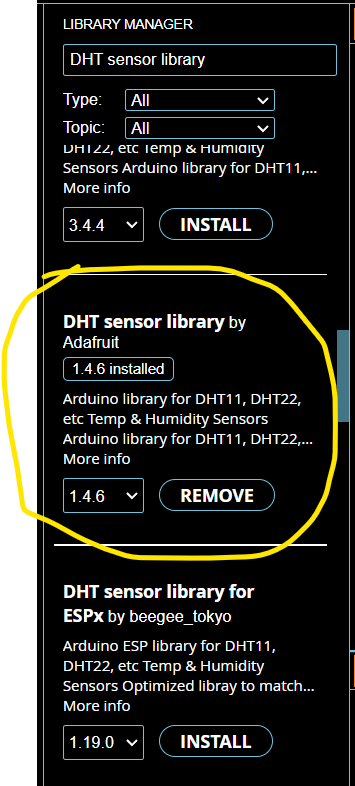 LIBRARY MANAGER
DHT sensor library
Type: All
Topic: All
DHT22, etc Temp & Humidity
Sensors Arduino library for DHT11,...
More info
3.4.4 INSTALL
DHT sensor library by
Adafruit
1.4.6 installed
Arduino library for DHT11, DHT22,
etc Temp & Humidity Sensors
Arduino library for DHT11, DHT22,...
More info
1.4.6 REMOVE
DHT sensor library for
ESPx by beegee_tokyo
Arduino ESP library for DHT11,
DHT22, etc Temp & Humidity
Sensors Optimized libray to match...
More info
1.19.0 INSTALL